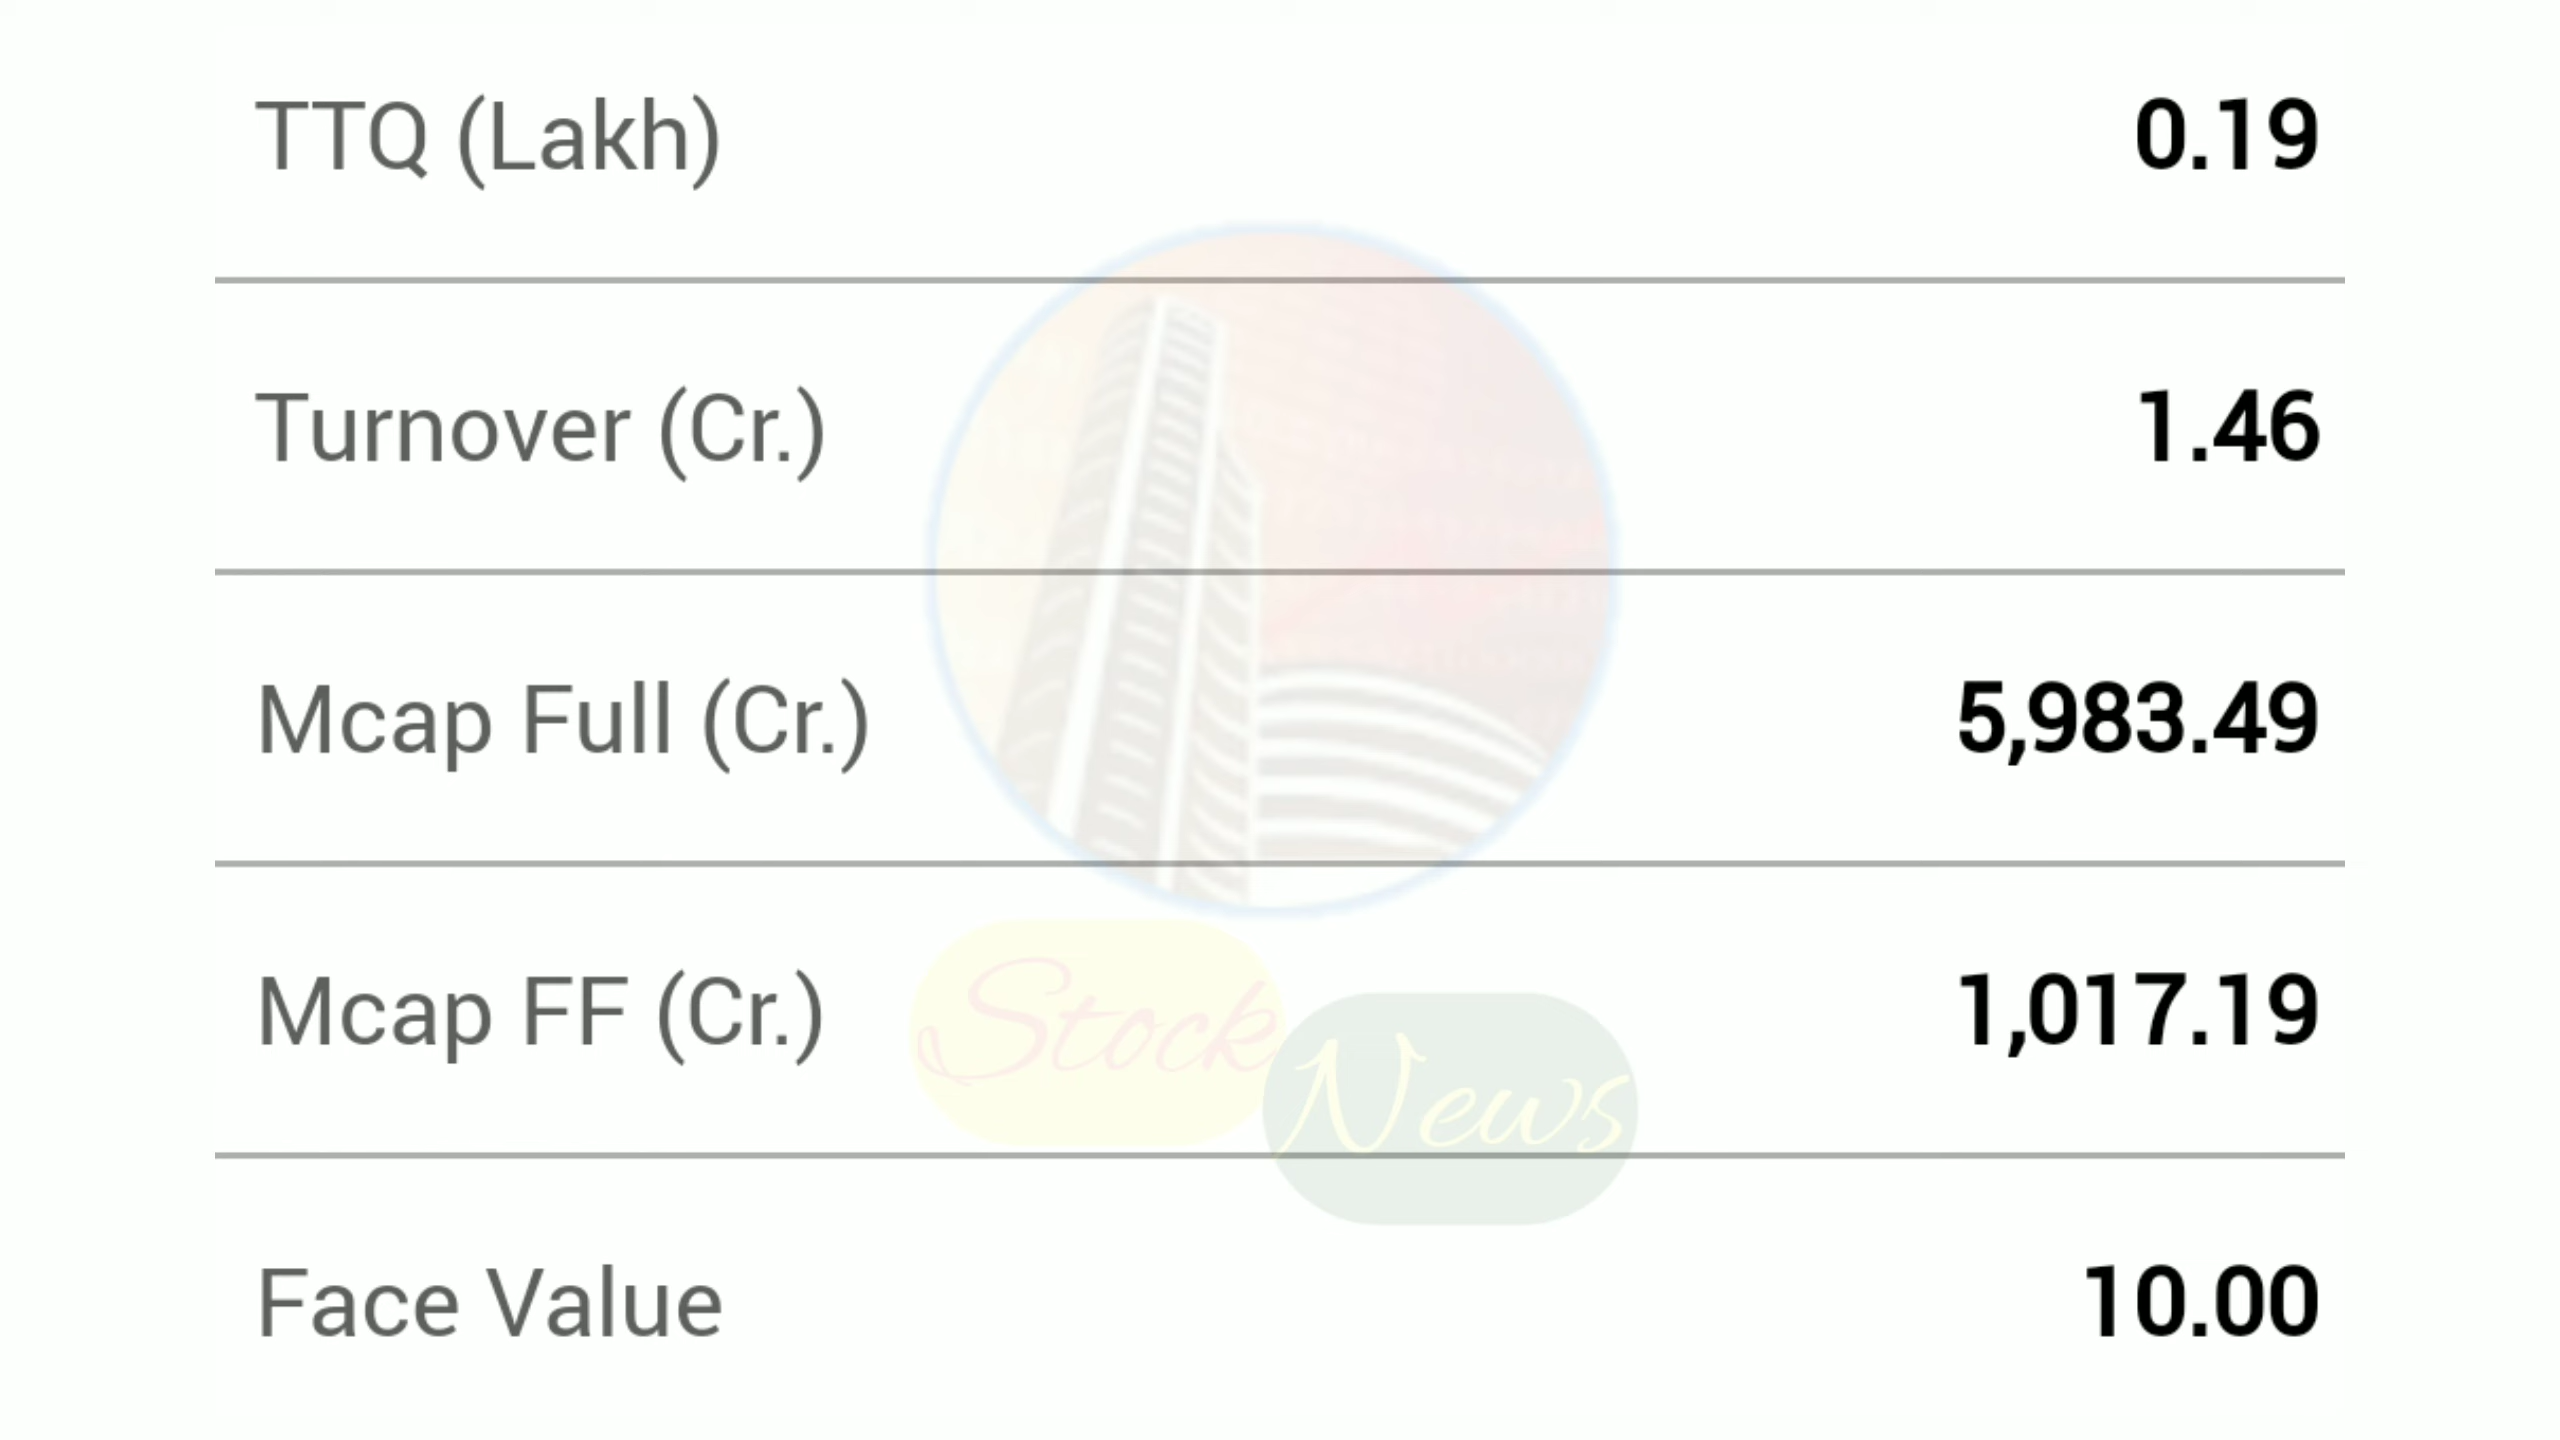 TTQ (Lakh) 0.19
Turnover (Cr.) 1.46
Mcap Full (Cr.) 5,983.49
Mcap FF (Cr.) 1,017.19
Stock
News
Face Value 10.00